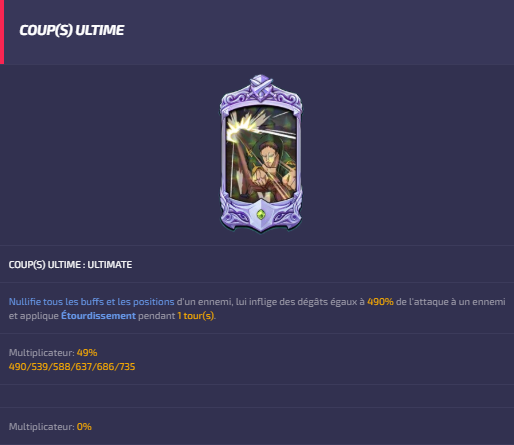 COUP(S) ULTIME
COUP(S) ULTIME : ULTIMATE
Nullifie tous les buffs et les positions d'un ennemi, lui inflige des dégâts égaux à 490% de l'attaque à un ennemi
et applique Étourdissement pendant 1 tour(s).
Multiplicateur: 49%
490/539/588/637/686/735
Multiplicateur: 0%